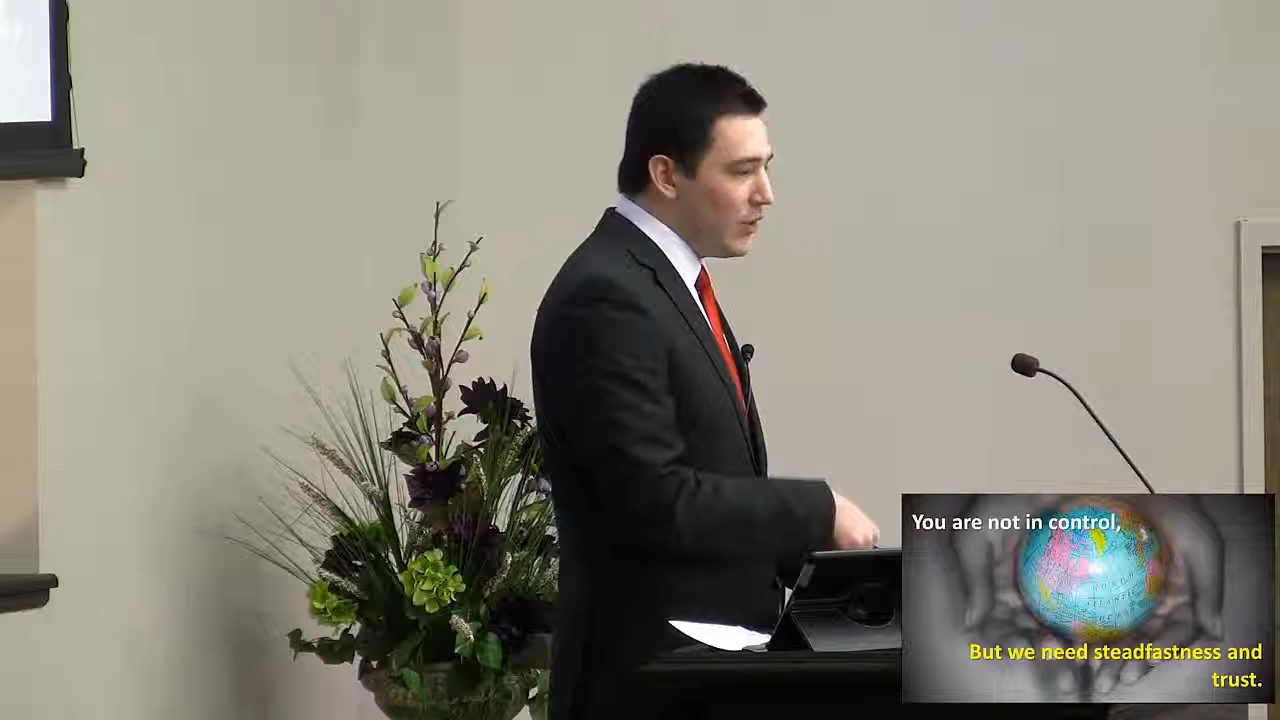 You are not in control,
But we need steadfastness and
trust.